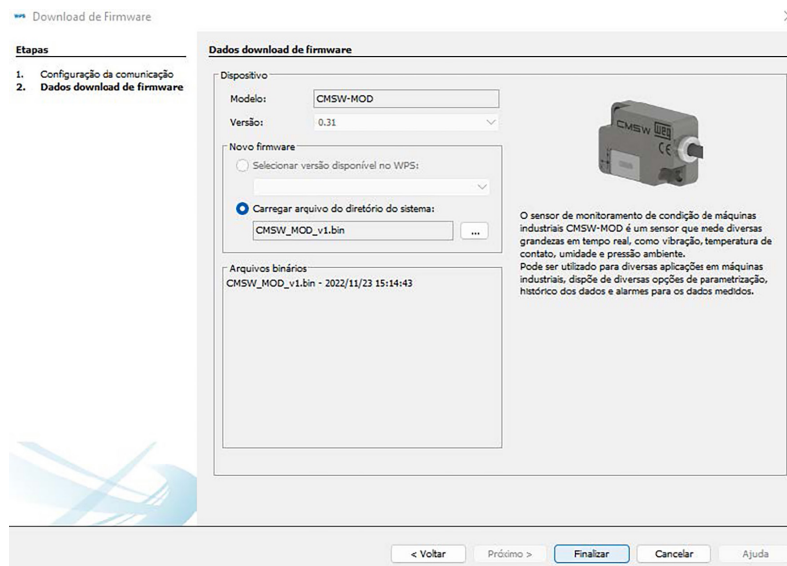 WPS Download de Firmware
Etapas
1. Configuração da comunicação
2. Dados download de firmware
Dados download de firmware
Dispositivo
Modelo: CMSW-MOD
Versão: 0.31
Novo firmware
Selecionar versão disponível no WPS:
Carregar arquivo do diretório do sistema:
CMSW_MOD_v1.bin ...
Arquivos binários
CMSW_MOD_v1.bin - 2022/11/23 15:14:43
CMSW weg
CE
O sensor de monitoramento de condição de máquinas
industriais CMSW-MOD é um sensor que mede diversas
grandezas em tempo real, como vibração, temperatura de
contato, umidade e pressão ambiente.
Pode ser utilizado para diversas aplicações em máquinas
industriais, dispõe de diversas opções de parametrização,
histórico dos dados e alarmes para os dados medidos.
< Voltar Próximo > Finalizar Cancelar Ajuda